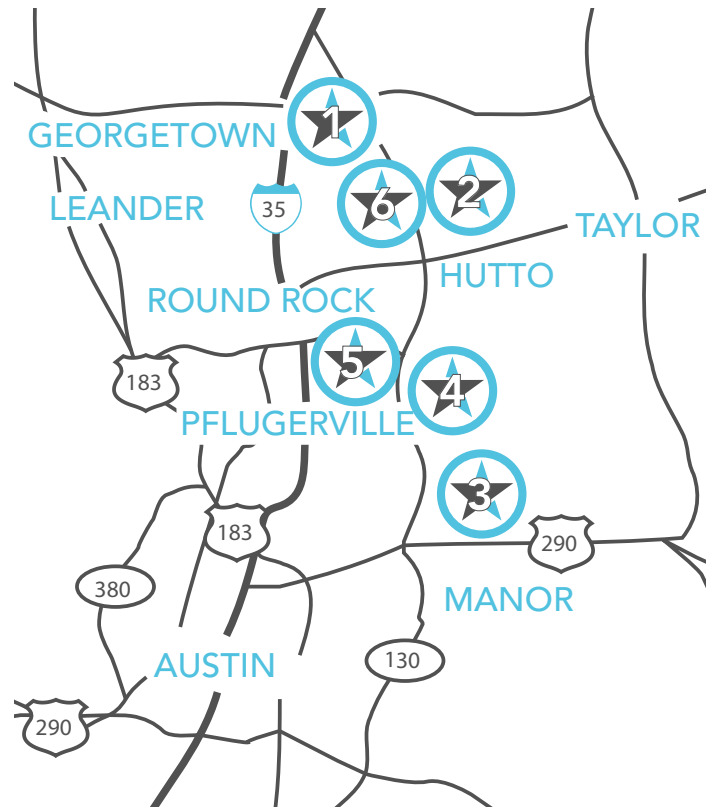 1
GEORGETOWN
2
6
LEANDER
35
TAYLOR
HUTTO
ROUND ROCK
5
183
4
PFLUGERVILLE
3
183
290
380
MANOR
130
AUSTIN
290